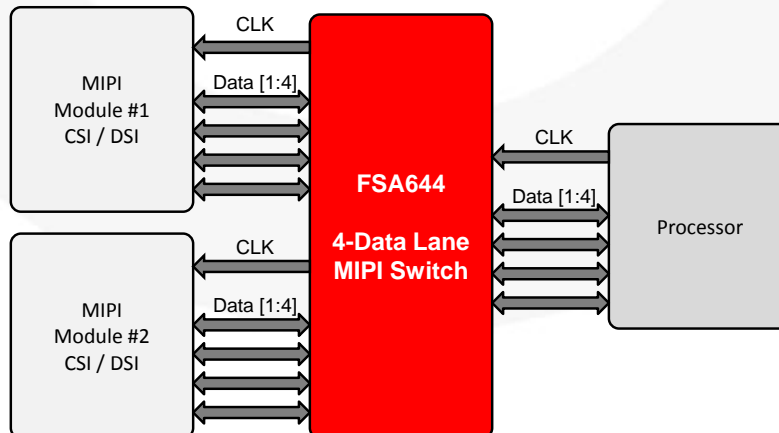 CLK
MIPI
Module #1
CSI / DSI
Data [1:4]
FSA644
4-Data Lane
MIPI Switch
CLK
Data [1:4]
Processor
CLK
MIPI
Module #2
CSI / DSI
Data [1:4]